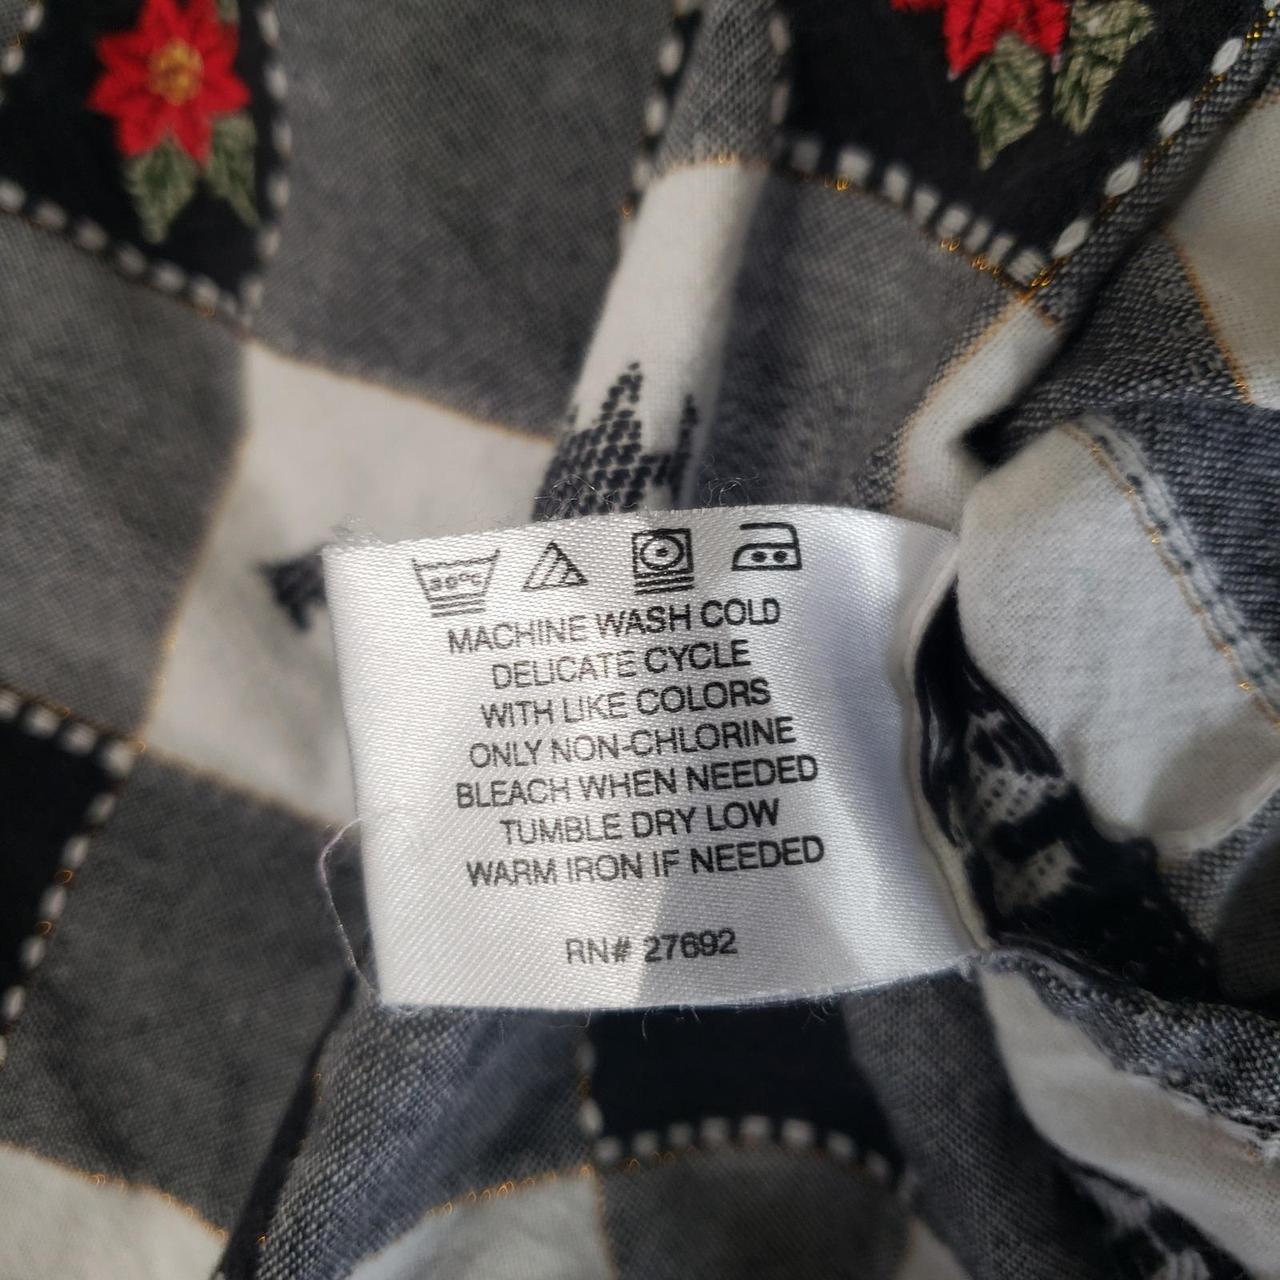 30°C
MACHINE WASH COLD
DELICATE CYCLE
WITH LIKE COLORS
ONLY NON-CHLORINE
BLEACH WHEN NEEDED
TUMBLE DRY LOW
WARM IRON IF NEEDED
RN# 27692